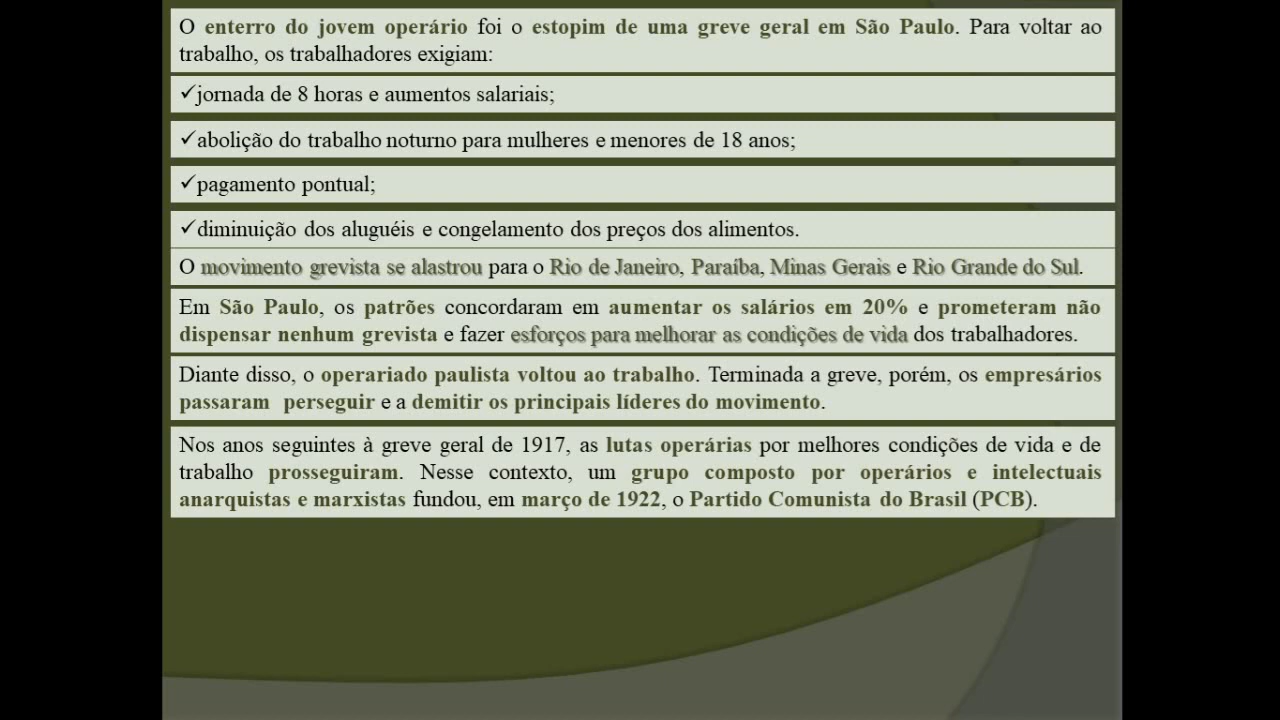 O enterro do jovem operário foi o estopim de uma greve geral em São Paulo. Para voltar ao
trabalho, os trabalhadores exigiam:
✓jornada de 8 horas e aumentos salariais;
✓abolição do trabalho noturno para mulheres e menores de 18 anos;
✓pagamento pontual;
✓diminuição dos aluguéis e congelamento dos preços dos alimentos.
O movimento grevista se alastrou para o Rio de Janeiro, Paraíba, Minas Gerais e Rio Grande do Sul.
Em São Paulo, os patrões concordaram em aumentar os salários em 20% e prometeram não
dispensar nenhum grevista e fazer esforços para melhorar as condições de vida dos trabalhadores.
Diante disso, o operariado paulista voltou ao trabalho. Terminada a greve, porém, os empresários
passaram perseguir e a demitir os principais líderes do movimento.
Nos anos seguintes à greve geral de 1917, as lutas operárias por melhores condições de vida e de
trabalho prosseguiram. Nesse contexto, um grupo composto por operários e intelectuais
anarquistas e marxistas fundou, em março de 1922, o Partido Comunista do Brasil (PCB).